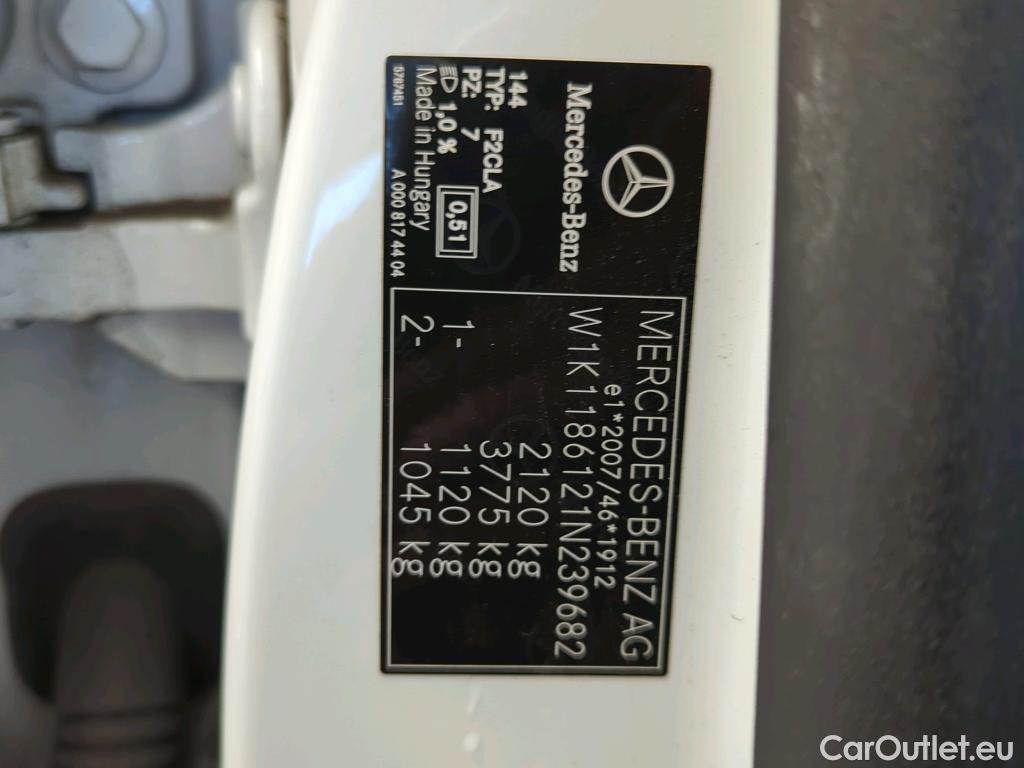 Mercedes-Benz
144
TYP: F2CLA
PZ: 7
1,0 % 0,51
Made in Hungary
5787451 A 000 817 44 04
MERCEDES-BENZ AG
e1*2007/46*1912
W1K1186121N239682
2120 kg
3775 kg
1- 1120 kg
2- 1045 kg
CarOutlet.eu